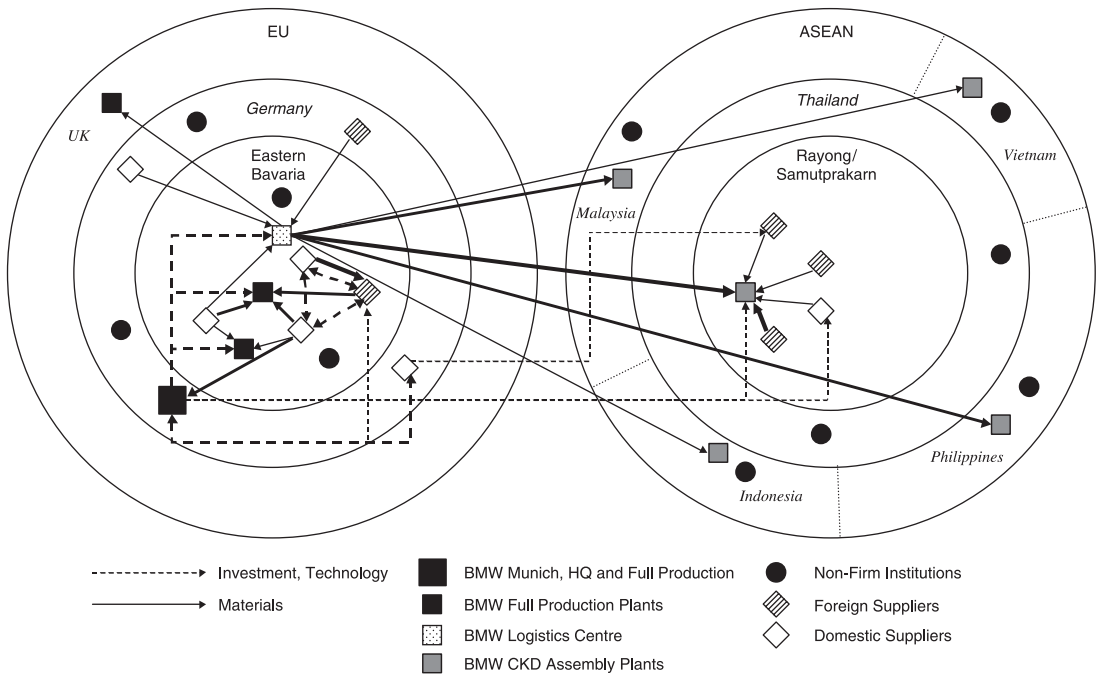 EU
ASEAN
Germany
Thailand
UK
Eastern
Bavaria
Rayong/
Samutprakarn
Vietnam
Malaysia
Philippines
Indonesia
Investment, Technology
BMW Munich, HQ and Full Production
Non-Firm Institutions
Materials
BMW Full Production Plants
Foreign Suppliers
BMW Logistics Centre
Domestic Suppliers
BMW CKD Assembly Plants